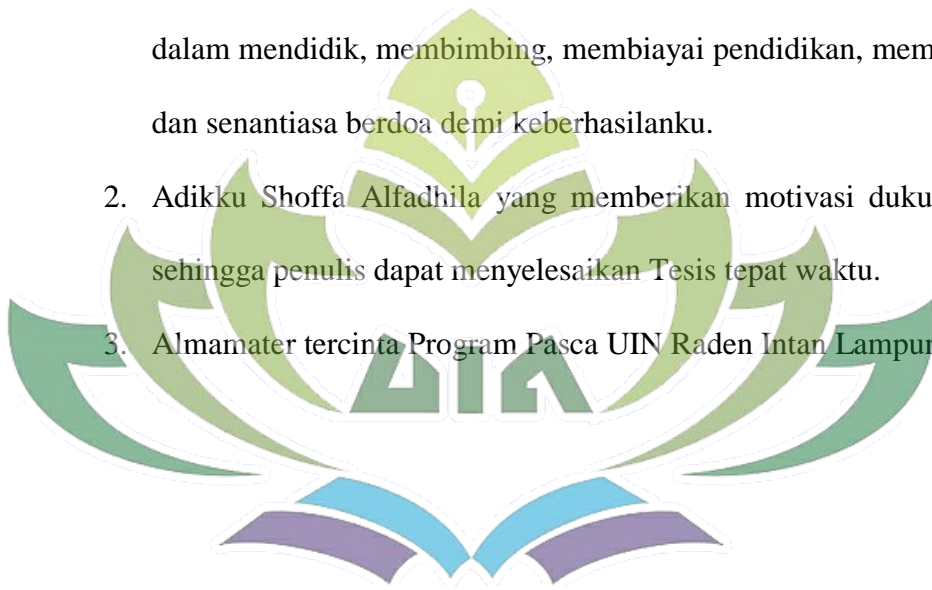 dalam mendidik, membimbing, membiayai pendidikan, mem
dan senantiasa berdoa demi keberhasilanku.
2. Adikku Shoffa Alfadhila yang memberikan motivasi duku
sehingga penulis dapat menyelesaikan Tesis tepat waktu.
3. Almamater tercinta Program Pasca UIN Raden Intan Lampun